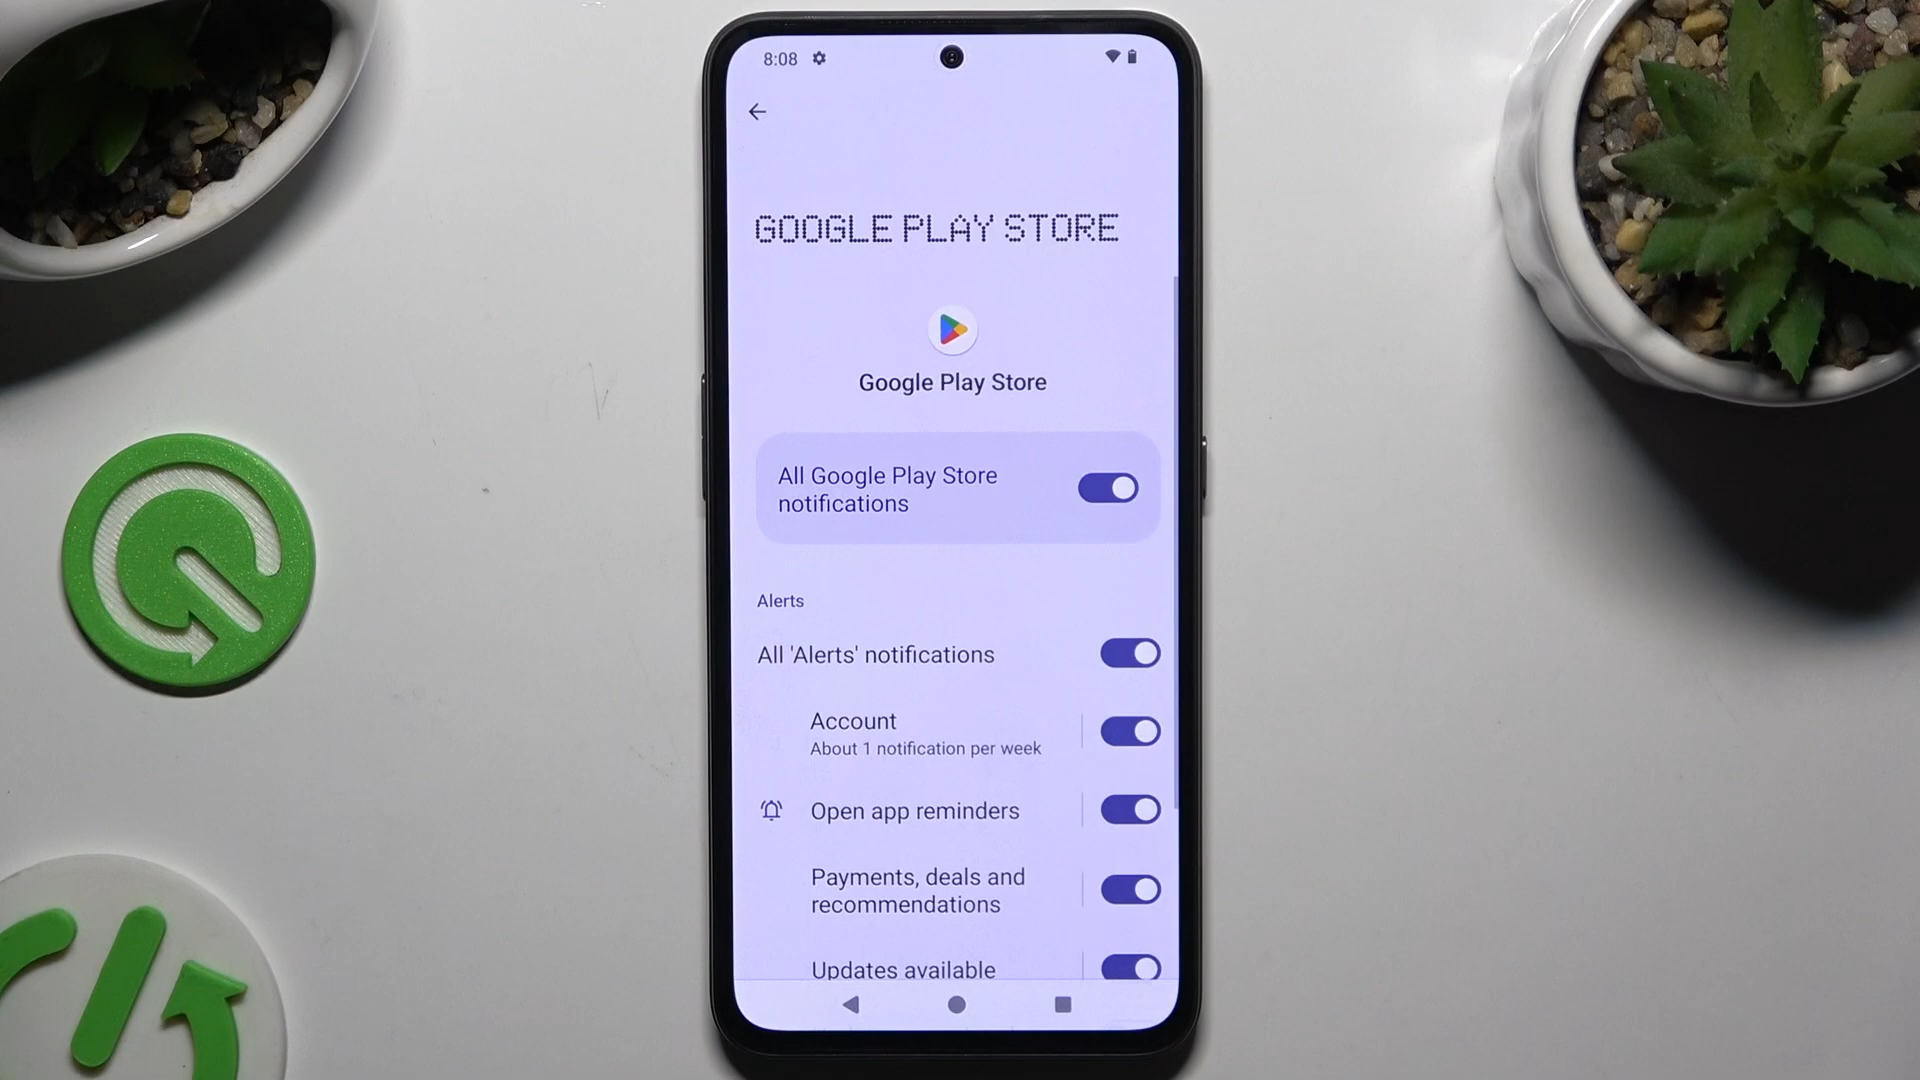 8:08
GOOGLE PLAY STORE
Google Play Store
All Google Play Store
notifications
Alerts
All 'Alerts' notifications
Account
About 1 notification per week
Open app reminders
Payments, deals and
recommendations
Updates available